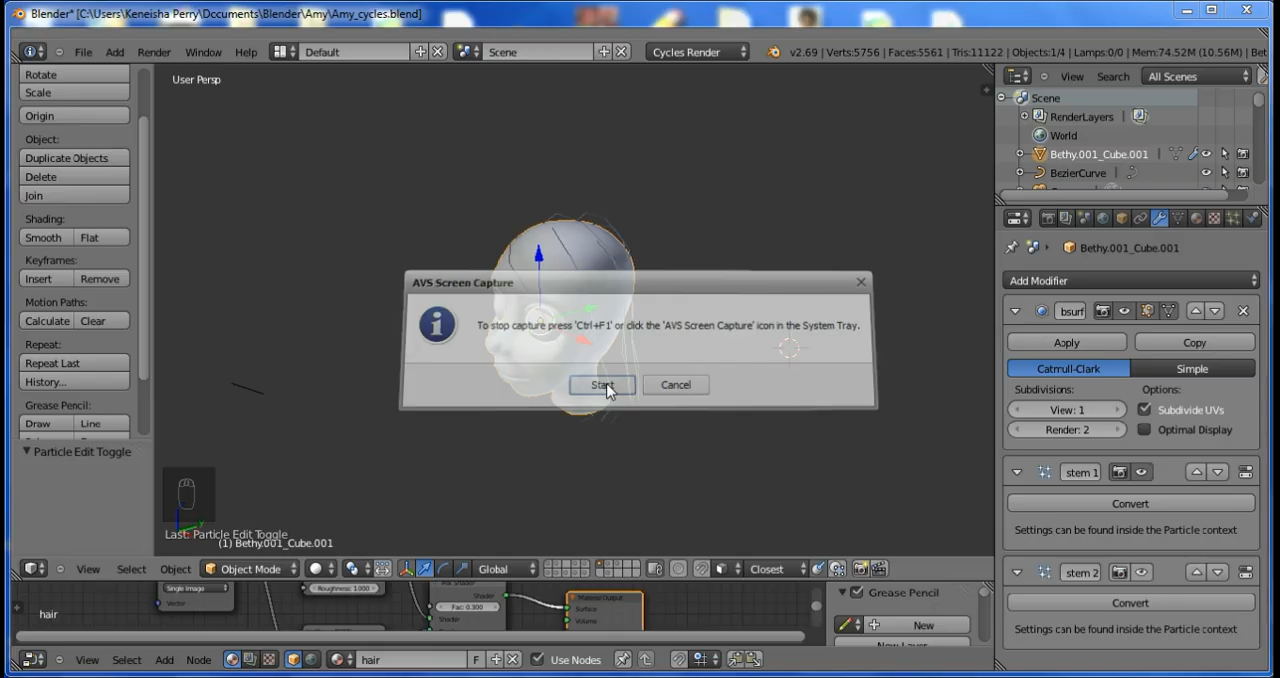 Blender* [C:\Users\Keneisha Perry\Documents\Blender\Amy\Amy_cycles.blend]
File Add Render Window Help Default Scene Cycles Render v2.69 | Verts:5756 | Faces:5561 | Tris:11122 | Objects:1/4 | Lamps:0/0 | Mem:74.52M (10.56M) | Bet
Rotate
Scale
Origin
Object:
Duplicate Objects
Delete
Join
Shading:
Smooth Flat
Keyframes:
Insert Remove
Motion Paths:
Calculate Clear
Repeat:
Repeat Last
History...
Grease Pencil:
Draw Line
Particle Edit Toggle
User Persp
AVS Screen Capture
To stop capture press 'Ctrl+F1' or click the 'AVS Screen Capture' icon in the System Tray.
Start Cancel
Last: Particle Edit Toggle
(1) Bethy.001_Cube.001
View Select Object Object Mode Global Closest
View Search All Scenes
Scene
RenderLayers
World
Bethy.001_Cube.001
BezierCurve
Bethy.001_Cube.001
Add Modifier
bsurf
Apply Copy
Catmull-Clark Simple
Subdivisions: Options:
View: 1 Subdivide UVs
Render: 2 Optimal Display
stem 1
Convert
Settings can be found inside the Particle context
stem 2
Convert
Settings can be found inside the Particle context
Single Image
Vector
hair
Roughness: 1.000
Shader
Fac: 0.300
Shader
Material Output
Surface
Volume
Grease Pencil
New
New Layer
View Select Add Node hair F Use Nodes